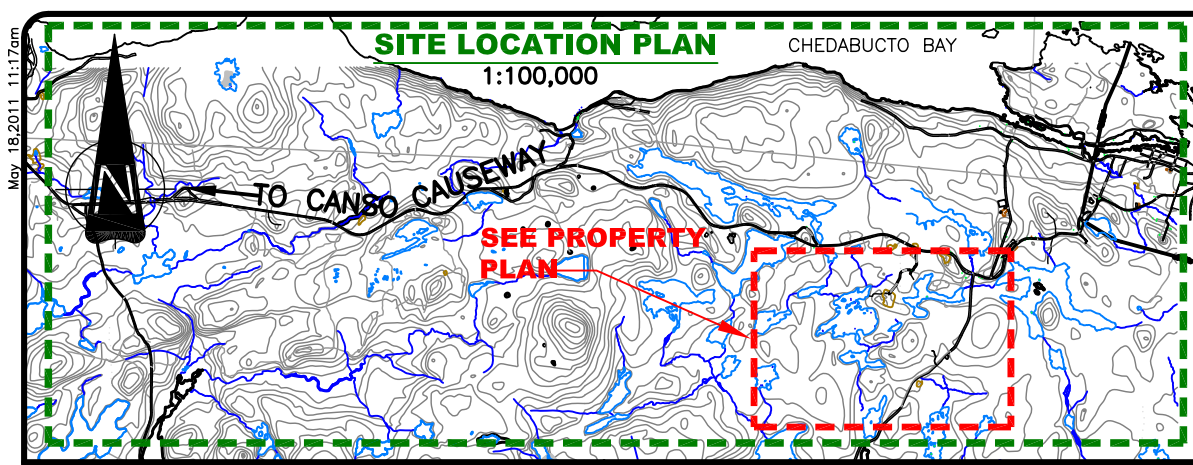 May 18,2011 11:17am
SITE LOCATION PLAN
1:100,000
CHEDABUCTO BAY
N
TO CANSO CAUSEWAY
SEE PROPERTY
PLAN